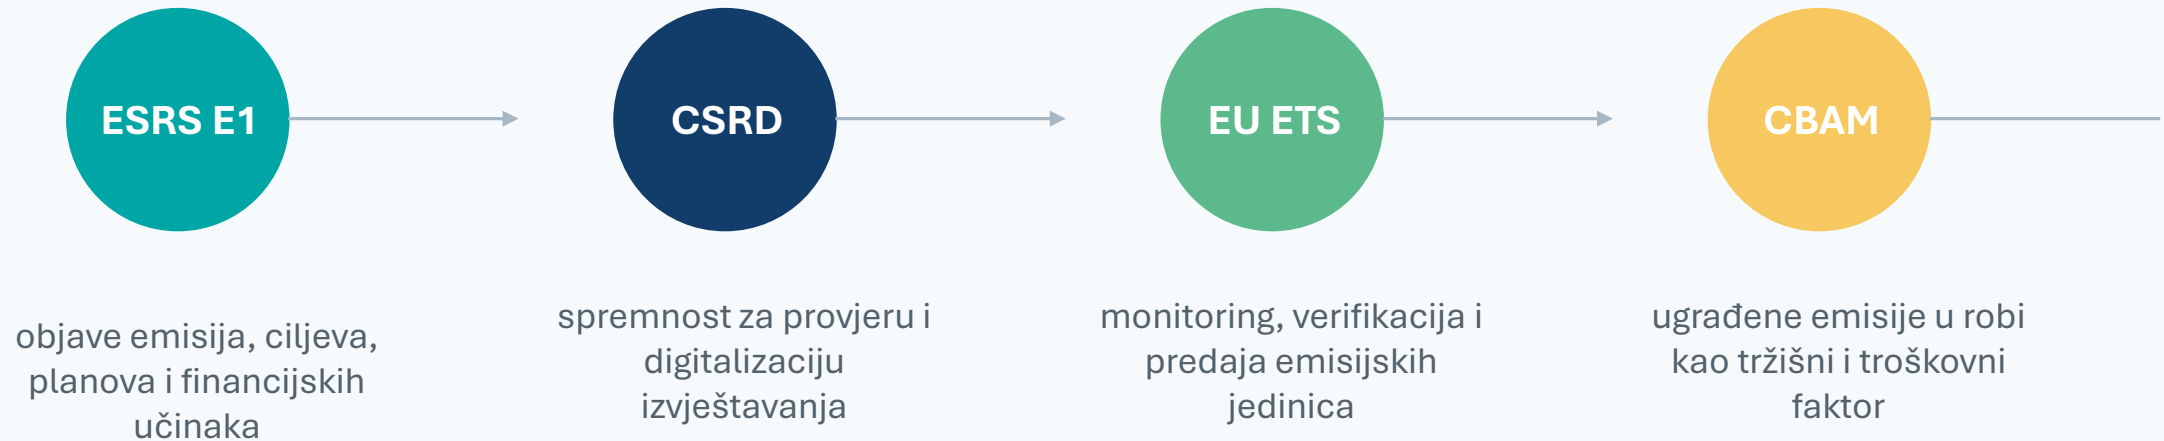 ESRS E1
CSRD
EU ETS
CBAM
objave emisija, ciljeva,
planova i financijskih
učinaka
spremnost za provjeru i
digitalizaciju
izvještavanja
monitoring, verifikacija i
predaja emisijskih
jedinica
ugrađene emisije u robi
kao tržišni i troškovni
faktor